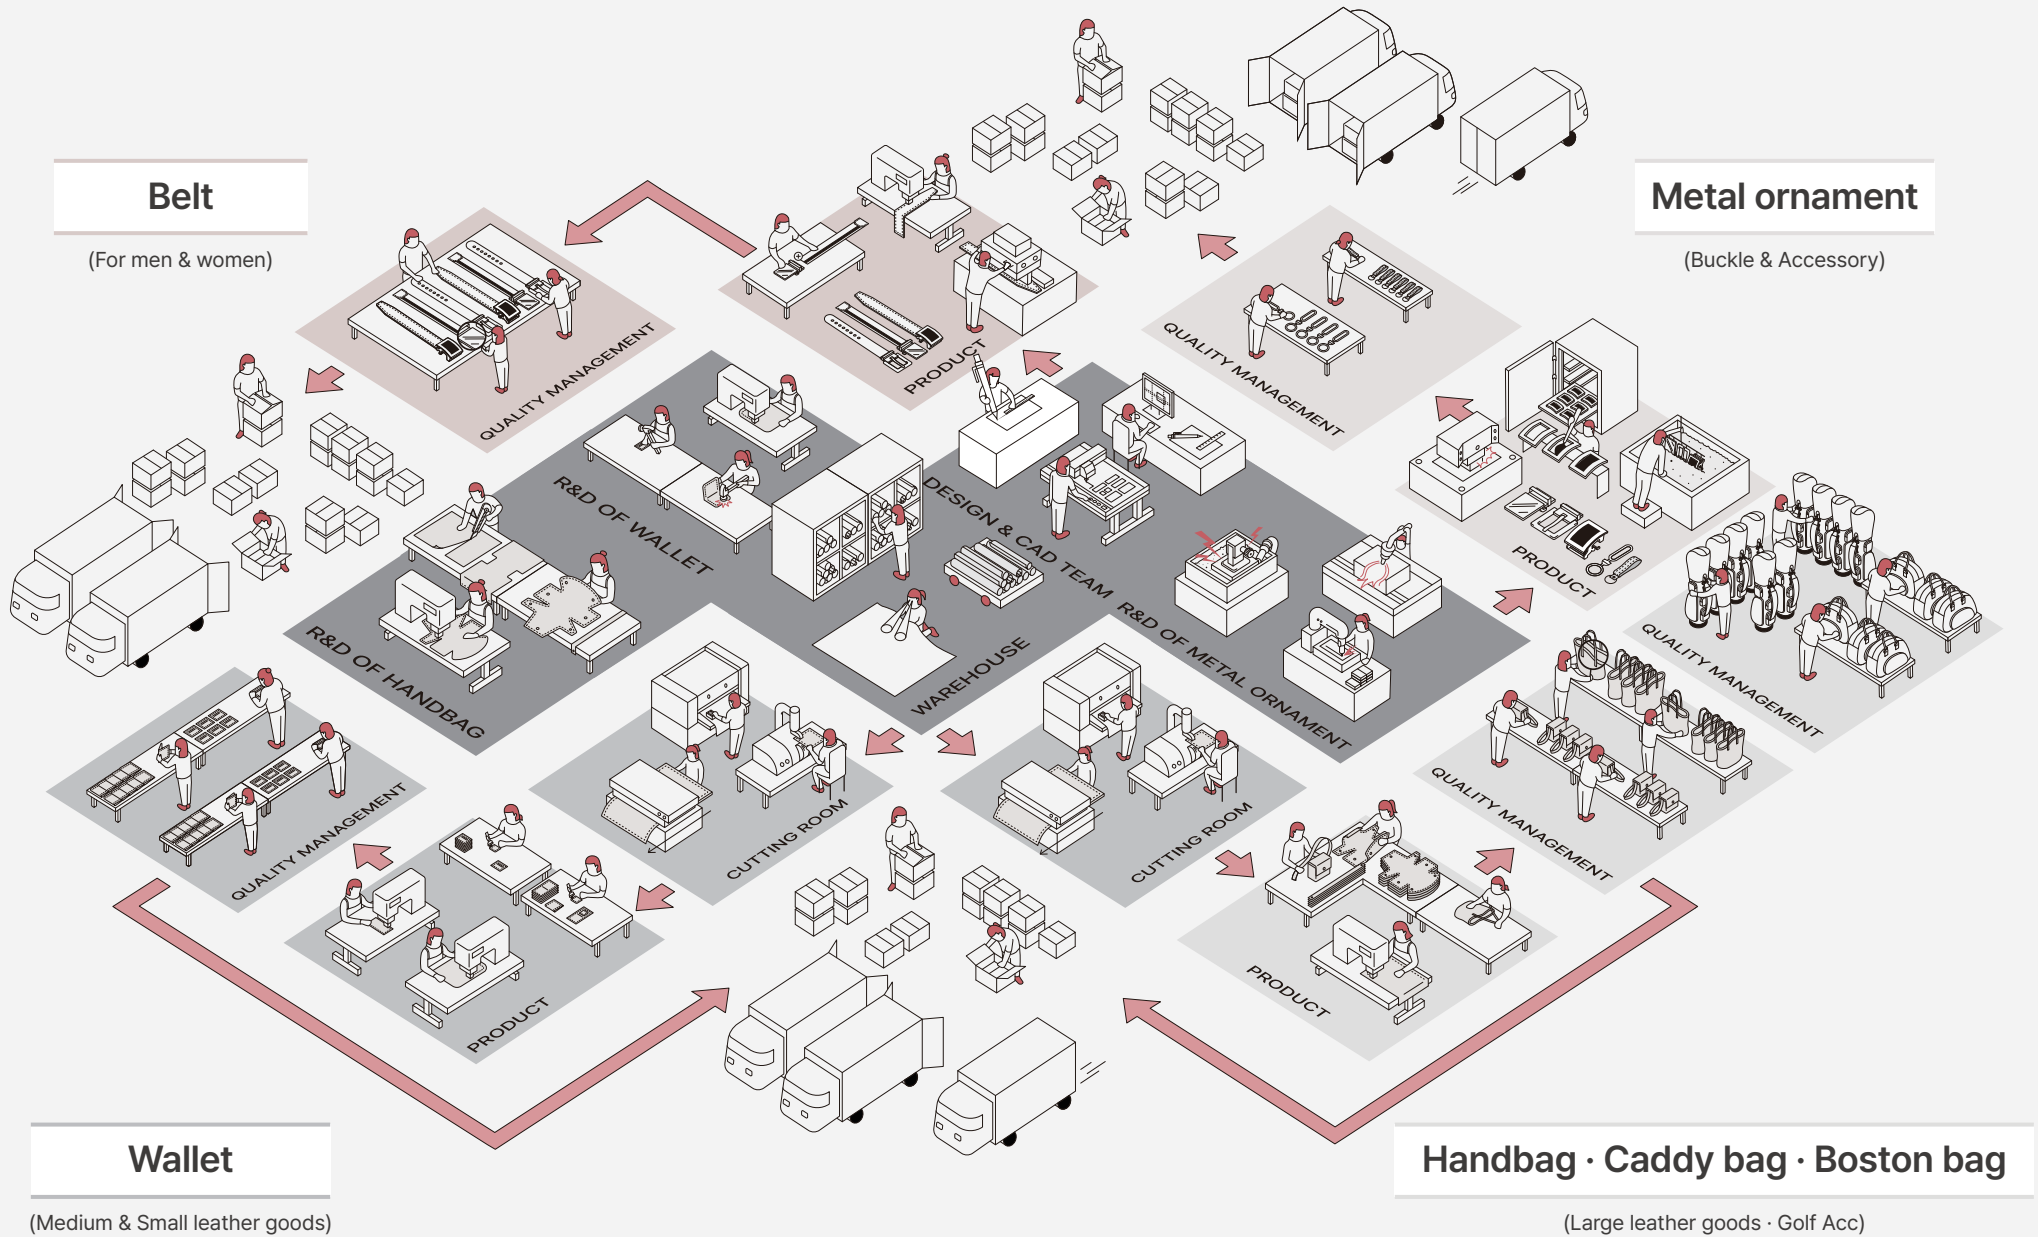 Belt
(For men & women)
Metal ornament
(Buckle & Accessory)
QUALITY MANAGEMENT
PRODUCT
QUALITY MANAGEMENT
PRODUCT
R&D OF WALLET
DESIGN & CAD TEAM
R&D OF HANDBAG
WAREHOUSE
R&D OF METAL ORNAMENT
QUALITY MANAGEMENT
QUALITY MANAGEMENT
QUALITY MANAGEMENT
CUTTING ROOM
CUTTING ROOM
PRODUCT
PRODUCT
Wallet
(Medium & Small leather goods)
Handbag · Caddy bag · Boston bag
(Large leather goods · Golf Acc)